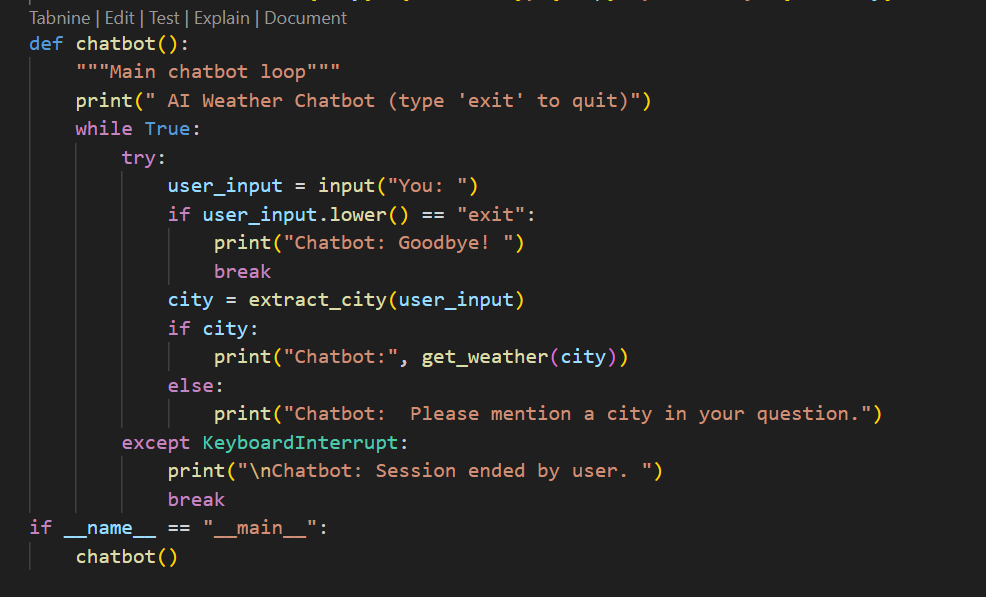 Tabnine | Edit | Test | Explain | Document
def chatbot():
    """Main chatbot loop"""
    print(" AI Weather Chatbot (type 'exit' to quit)")
    while True:
        try:
            user_input = input("You: ")
            if user_input.lower() == "exit":
                print("Chatbot: Goodbye! ")
                break
            city = extract_city(user_input)
            if city:
                print("Chatbot:", get_weather(city))
            else:
                print("Chatbot:  Please mention a city in your question.")
        except KeyboardInterrupt:
            print("\nChatbot: Session ended by user. ")
            break
if __name__ == "__main__":
    chatbot()